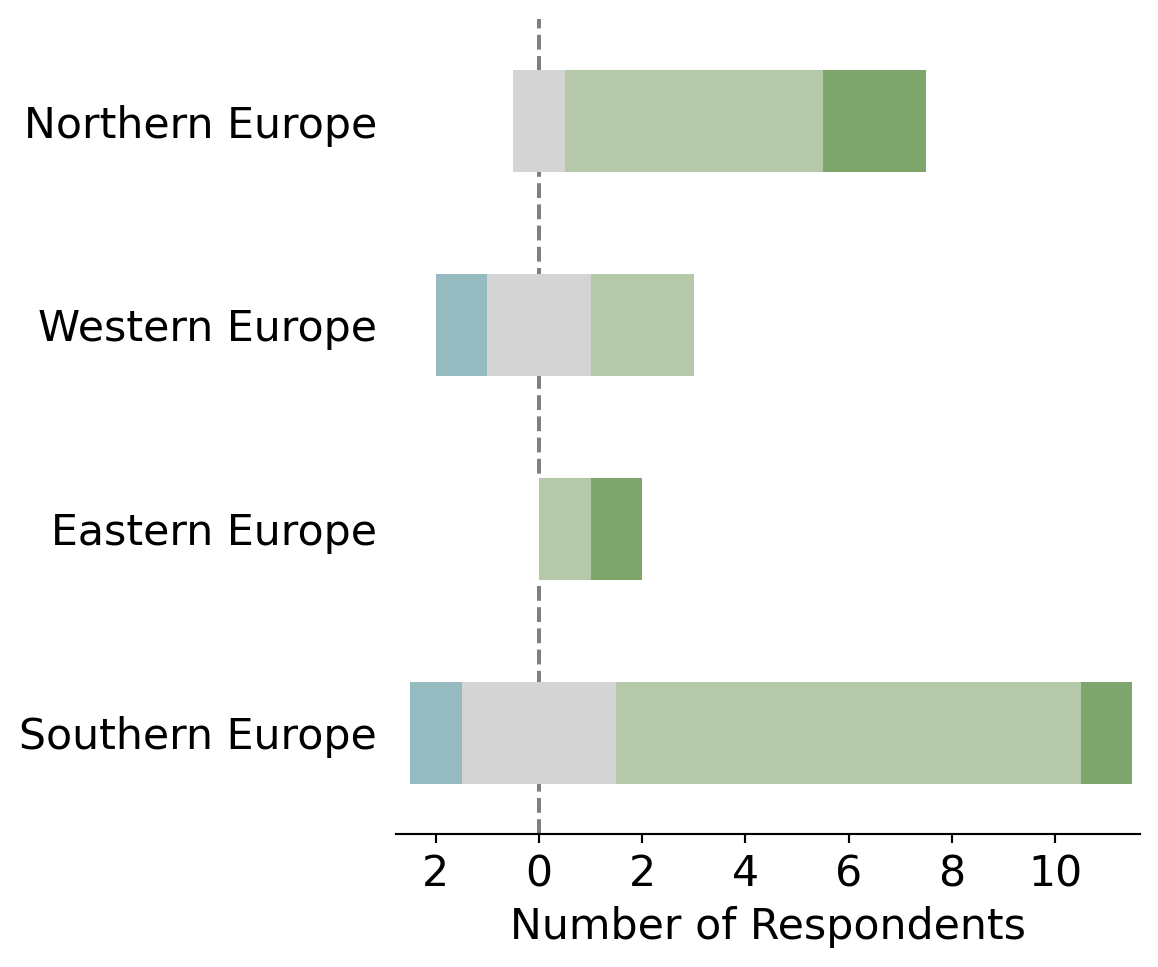 Northern Europe
Western Europe
Eastern Europe
Southern Europe
2 0 2 4 6 8 10
Number of Respondents